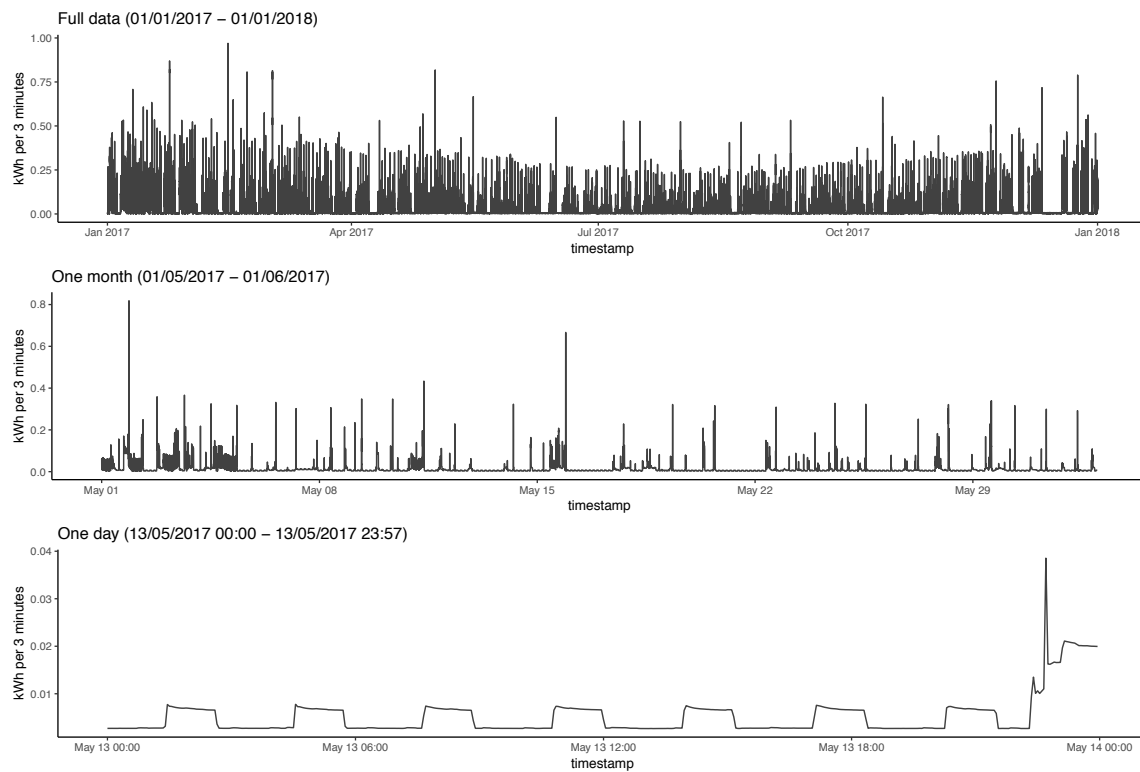 Full data (01/01/2017 − 01/01/2018)
1.00
0.75
0.50
0.25
0.00
kWh per 3 minutes
Jan 2017 Apr 2017 Jul 2017 Oct 2017 Jan 2018
timestamp
One month (01/05/2017 − 01/06/2017)
0.8
0.6
0.4
0.2
0.0
kWh per 3 minutes
May 01 May 08 May 15 May 22 May 29
timestamp
One day (13/05/2017 00:00 − 13/05/2017 23:57)
0.04
0.03
0.02
0.01
kWh per 3 minutes
May 13 00:00 May 13 06:00 May 13 12:00 May 13 18:00 May 14 00:00
timestamp